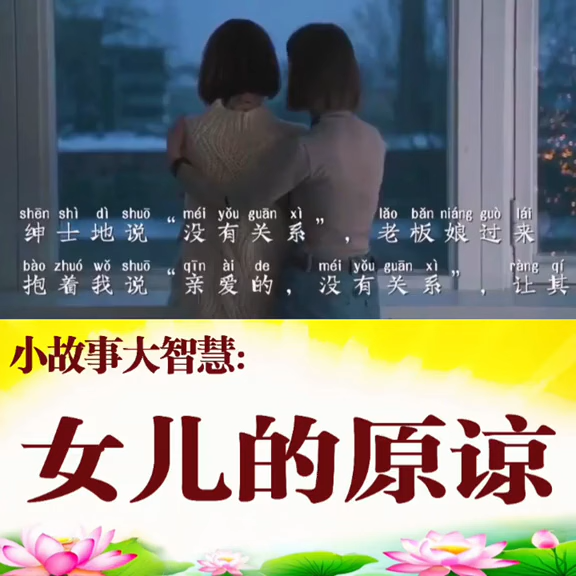 shēn shì dì shuō “méi yǒu guān xì”, lǎo bǎn niáng guò lái
绅士地说“没有关系”,老板娘过来
bào zhuó wǒ shuō “qīn ài de, méi yǒu guān xì”, ràng qí
抱着我说“亲爱的,没有关系”,让其
小故事大智慧:
女儿的原谅